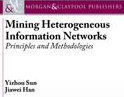 MORGAN & CLAYPOOL PUBLISHERS
Mining Heterogeneous
Information Networks
Principles and Methodologies
Yizhou Sun
Jiawei Han